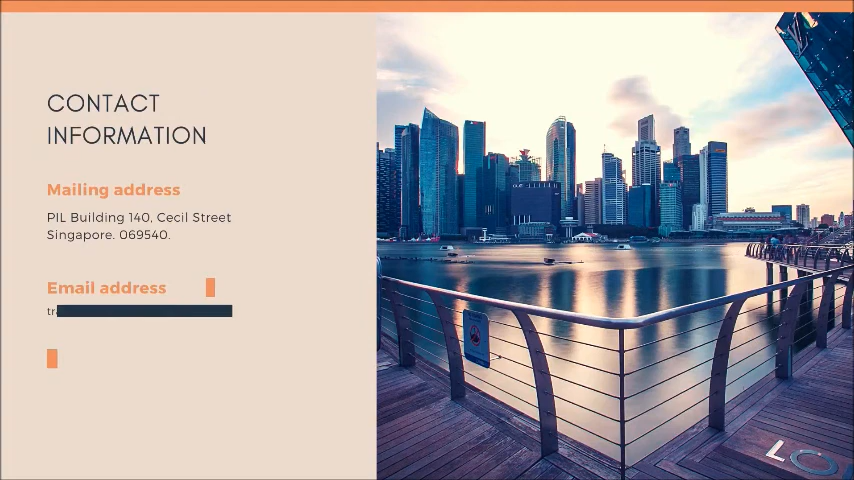 CONTACT
INFORMATION
Mailing address
PIL Building 140, Cecil Street
Singapore. 069540.
Email address